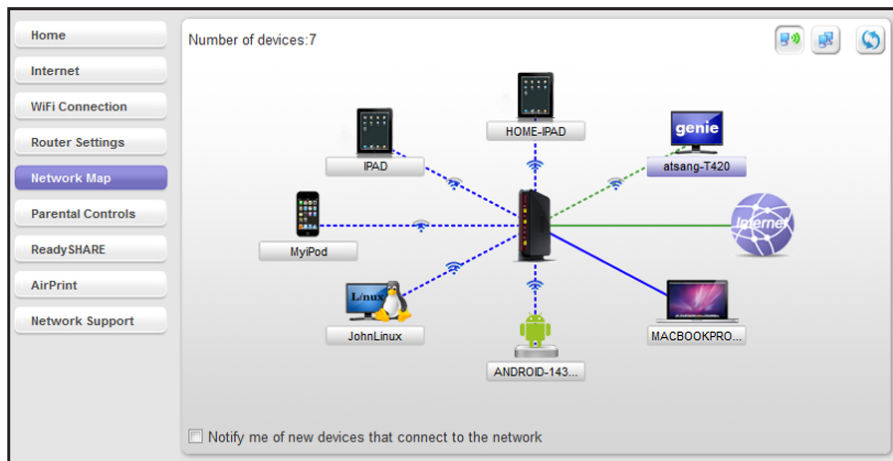 Home
Internet
WiFi Connection
Router Settings
Network Map
Parental Controls
ReadySHARE
AirPrint
Network Support
Number of devices:7
HOME-IPAD
genie
IPAD
atsang-T420
MyiPod
Internet
Linux
JohnLinux
MACBOOKPRO...
ANDROID-143...
Notify me of new devices that connect to the network